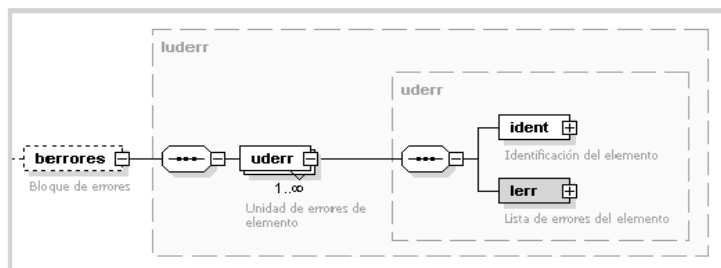 luderr
uderr
berrores
Bloque de errores
uderr
1..∞
Unidad de errores de
elemento
ident
Identificación del elemento
lerr
Lista de errores del elemento